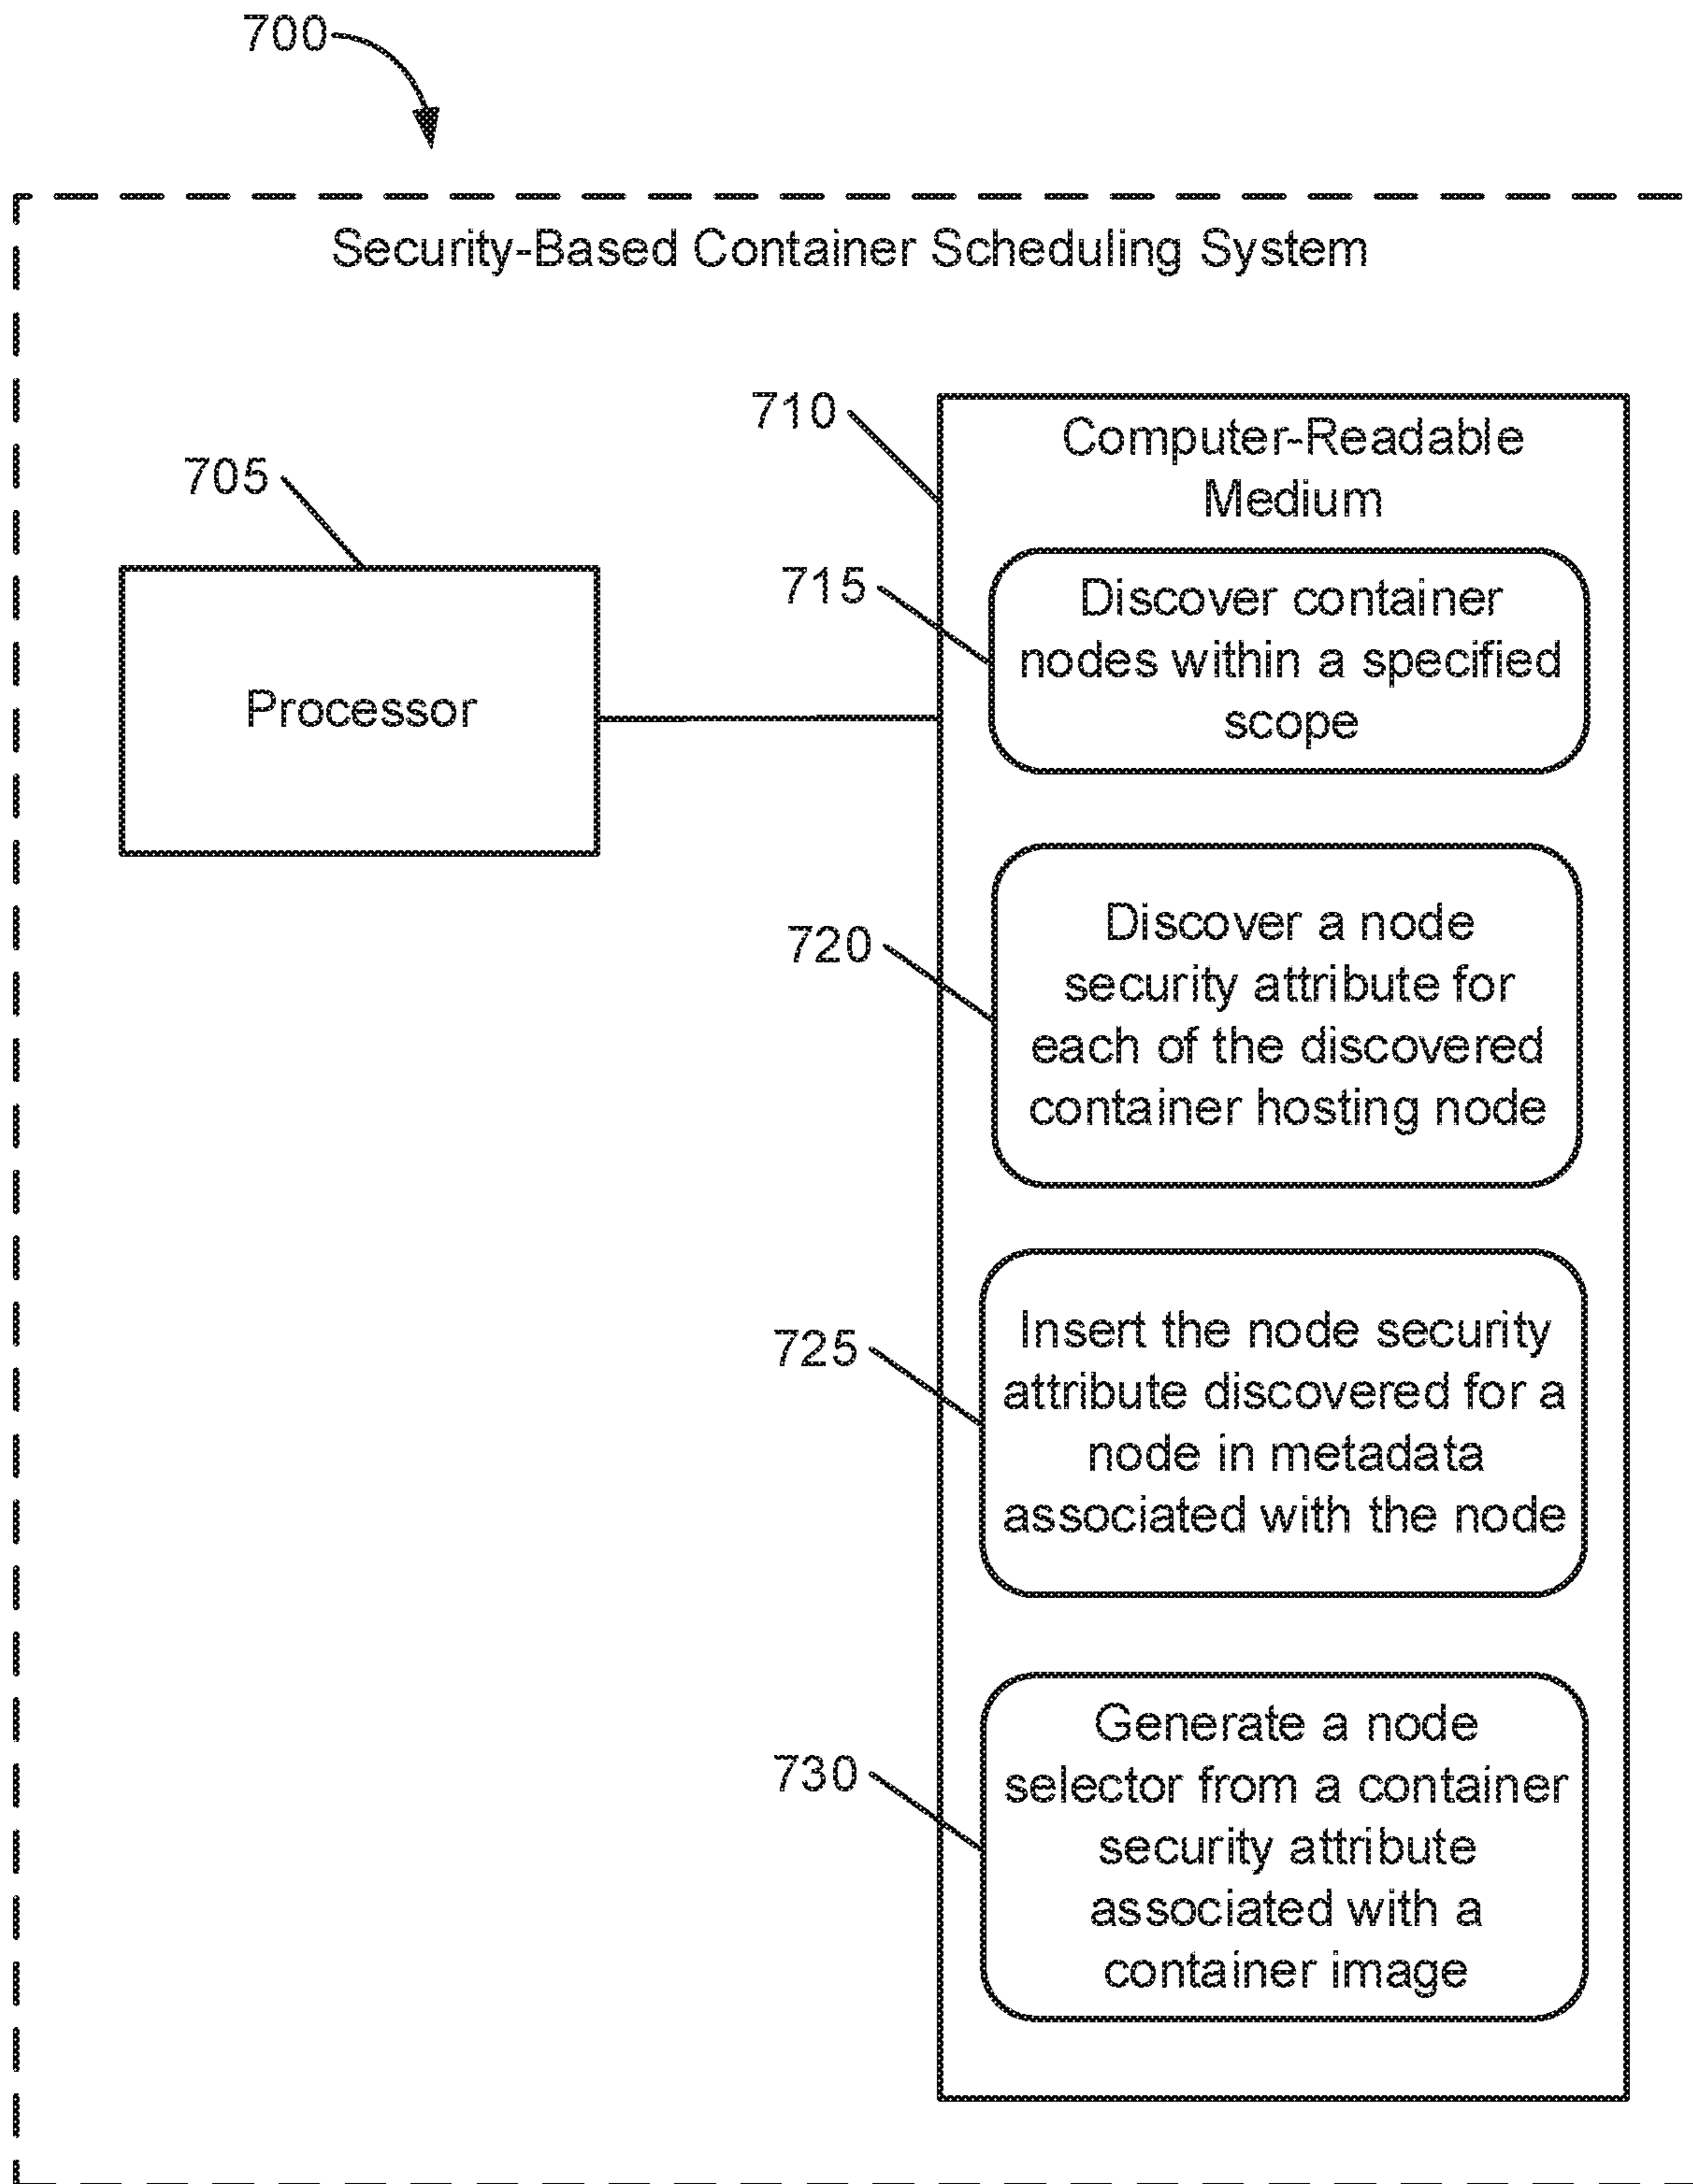 700
Security-Based Container Scheduling System
710
Computer-Readable
Medium
705
Processor
715
Discover container
nodes within a specified
scope
720
Discover a node
security attribute for
each of the discovered
container hosting node
725
Insert the node security
attribute discovered for a
node in metadata
associated with the node
730
Generate a node
selector from a container
security attribute
associated with a
container image